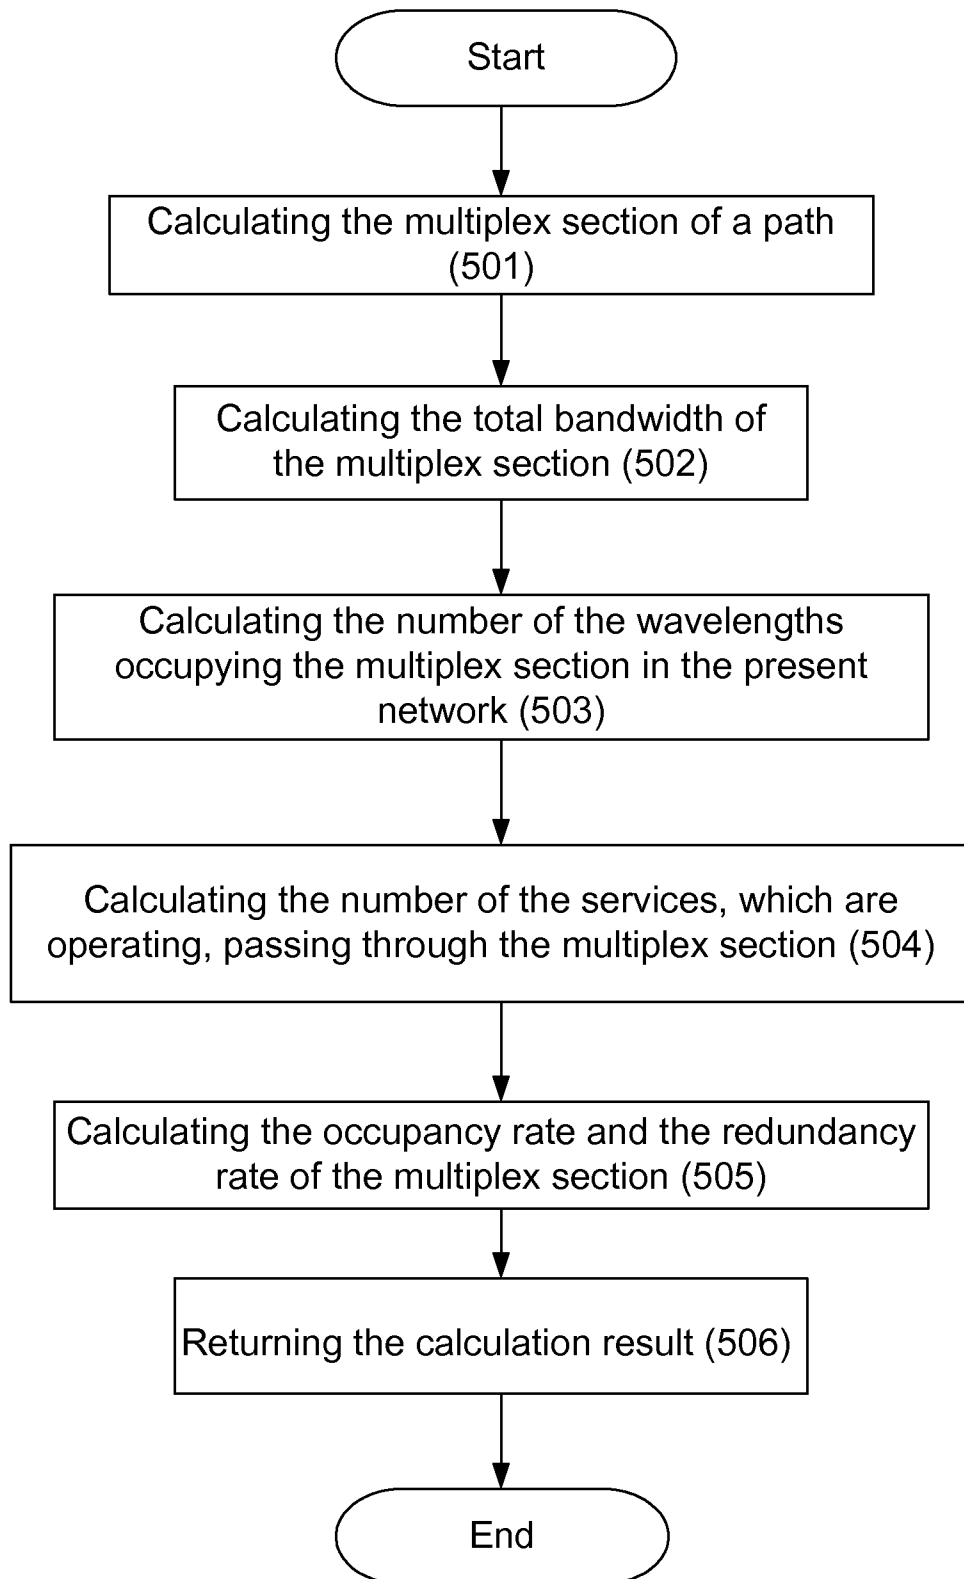 Start
Calculating the multiplex section of a path
(501)
Calculating the total bandwidth of
the multiplex section (502)
Calculating the number of the wavelengths
occupying the multiplex section in the present
network (503)
Calculating the number of the services, which are
operating, passing through the multiplex section (504)
Calculating the occupancy rate and the redundancy
rate of the multiplex section (505)
Returning the calculation result (506)
End